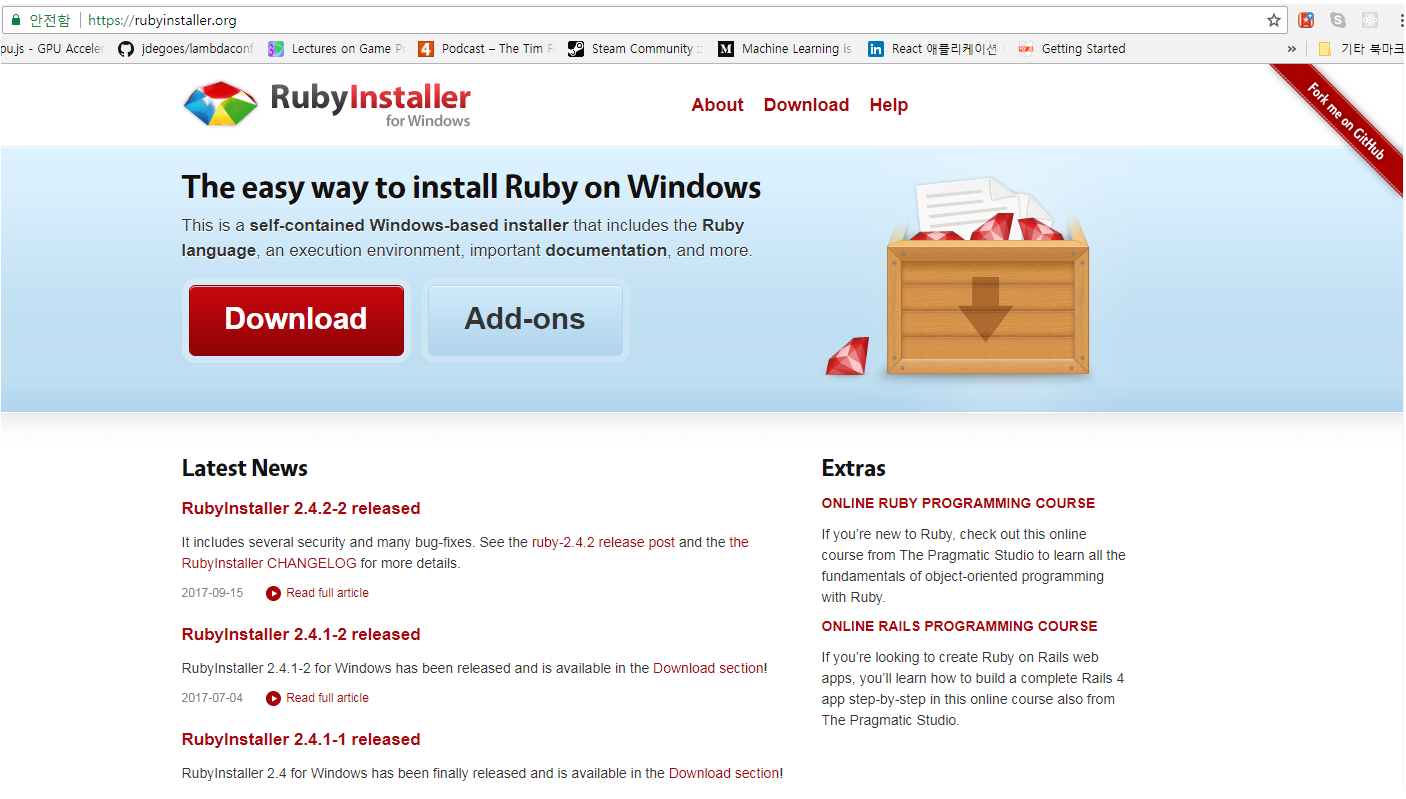 안전함 https://rubyinstaller.org
pu.js - GPU Acceler jdegoes/lambdaconf Lectures on Game P Podcast – The Tim F Steam Community :: Machine Learning is React 애플리케이션 Getting Started » 기타 북마크
RubyInstaller
for Windows
About Download Help
Fork me on GitHub
The easy way to install Ruby on Windows
This is a self-contained Windows-based installer that includes the Ruby
language, an execution environment, important documentation, and more.
Download Add-ons
Latest News
RubyInstaller 2.4.2-2 released
It includes several security and many bug-fixes. See the ruby-2.4.2 release post and the the
RubyInstaller CHANGELOG for more details.
2017-09-15 Read full article
RubyInstaller 2.4.1-2 released
RubyInstaller 2.4.1-2 for Windows has been released and is available in the Download section!
2017-07-04 Read full article
RubyInstaller 2.4.1-1 released
RubyInstaller 2.4 for Windows has been finally released and is available in the Download section!
Extras
ONLINE RUBY PROGRAMMING COURSE
If you’re new to Ruby, check out this online
course from The Pragmatic Studio to learn all the
fundamentals of object-oriented programming
with Ruby.
ONLINE RAILS PROGRAMMING COURSE
If you’re looking to create Ruby on Rails web
apps, you’ll learn how to build a complete Rails 4
app step-by-step in this online course also from
The Pragmatic Studio.